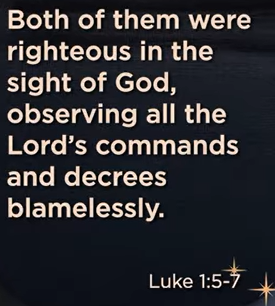 Both of them were
righteous in the
sight of God,
observing all the
Lord's commands
and decrees
blamelessly.
Luke 1:5-7